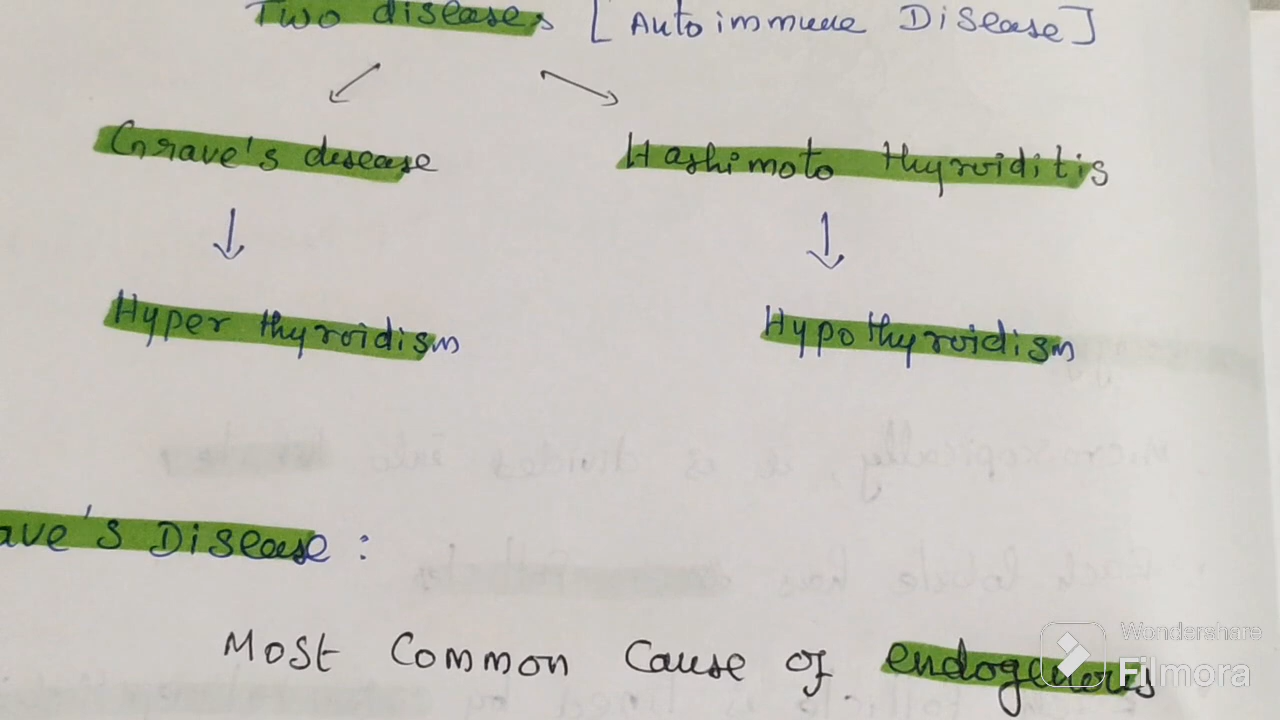 Two diseases [Autoimmune Disease]
Grave's disease Hashimoto thyroiditis
Hyper thyroidism Hypothyroidism
ave's Disease :
Most Common Cause of endogenous
Wondershare
Filmora